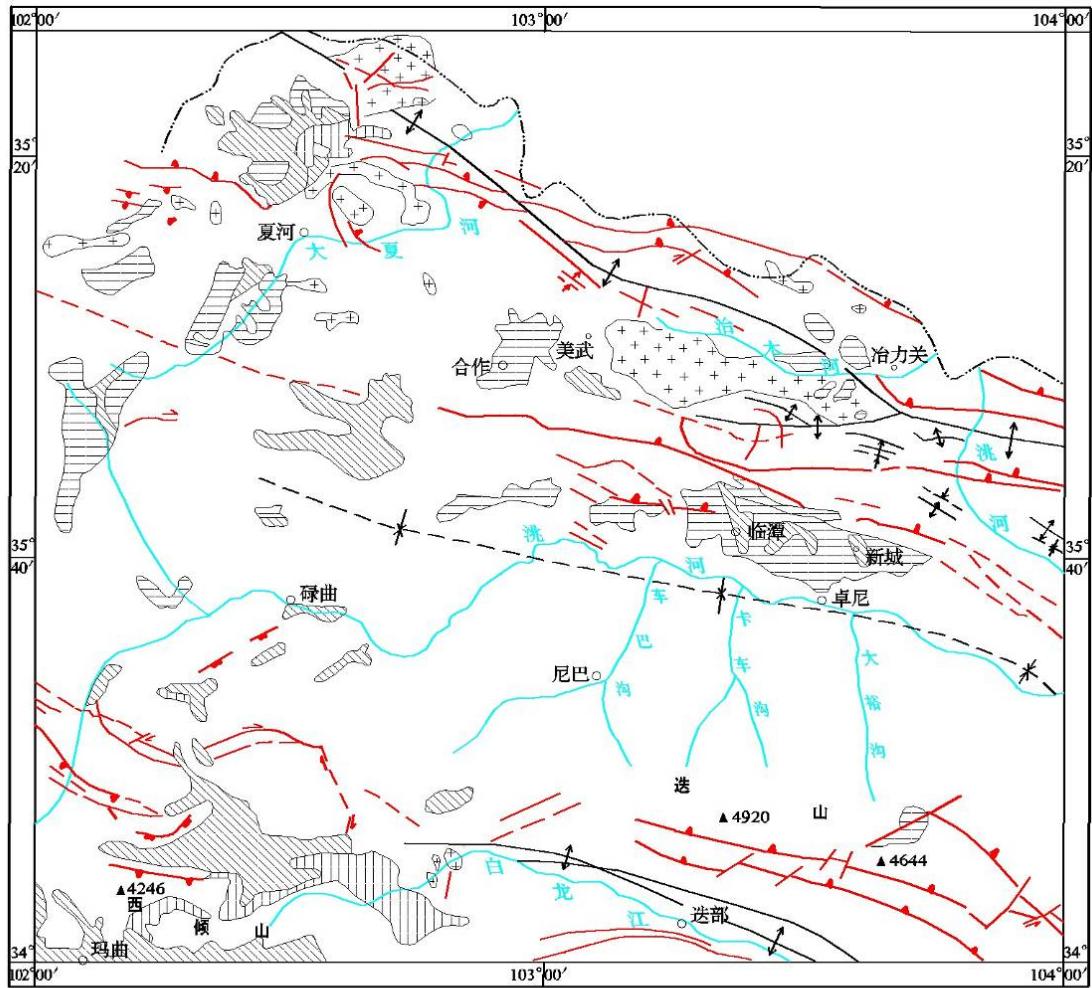 102°00′
103°00′
104°00′
35°
20′
35°
20′
夏河
大夏河
美武
合作
冶木河
冶力关
洮河
临潭
新城
洮河
35°
40′
35°
40′
碌曲
卓尼
尼巴
车巴沟
卡车沟
大裕沟
迭山
4920
4644
4246
西倾山
白龙江
迭部
玛曲
34°
34°
102°00′
103°00′
104°00′